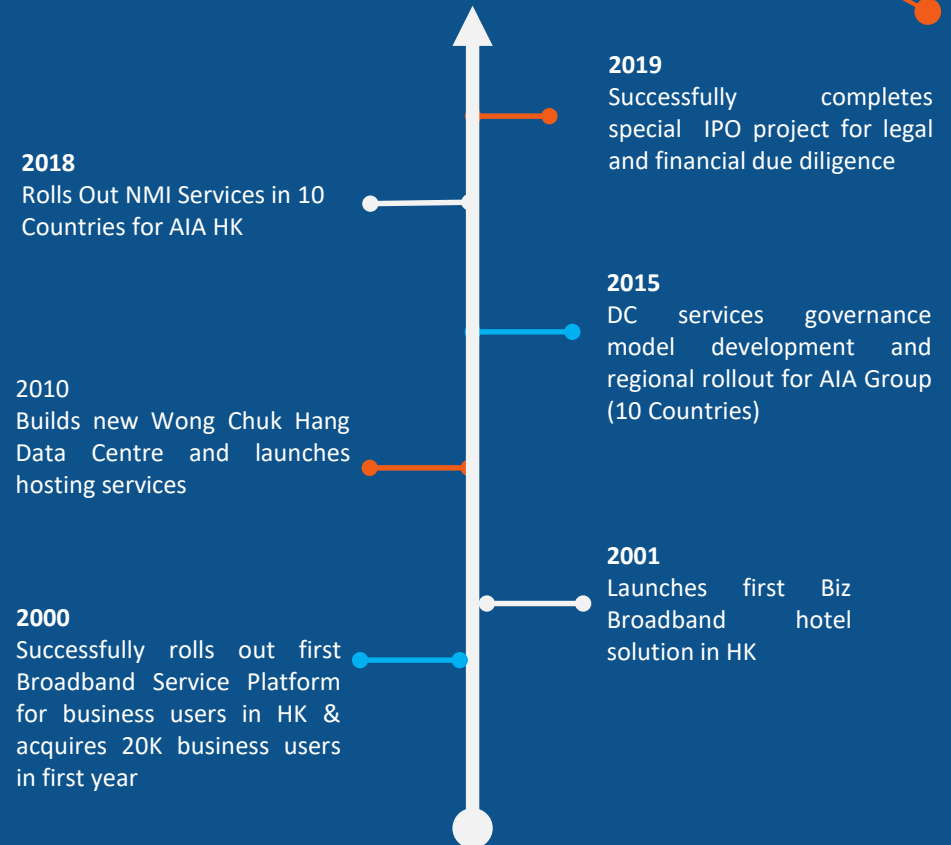 2019
Successfully completes
special IPO project for legal
and financial due diligence
2018
Rolls Out NMI Services in 10
Countries for AIA HK
2015
DC services governance
model development and
regional rollout for AIA Group
(10 Countries)
2010
Builds new Wong Chuk Hang
Data Centre and launches
hosting services
2001
Launches first Biz
Broadband hotel
solution in HK
2000
Successfully rolls out first
Broadband Service Platform
for business users in HK &
acquires 20K business users
in first year